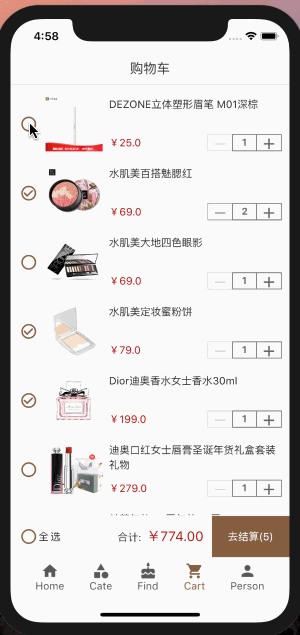 4:58
购物车
DEZONE立体塑形眉笔 M01深棕
￥25.0
1
水肌美百搭魅腮红
￥69.0
2
水肌美大地四色眼影
￥69.0
1
水肌美定妆蜜粉饼
￥79.0
1
Dior迪奥香水女士香水30ml
￥199.0
1
迪奥口红女士唇膏圣诞年货礼盒套装
礼物
￥279.0
1
全选
合计: ￥774.00
去结算(5)
Home
Cate
Find
Cart
Person